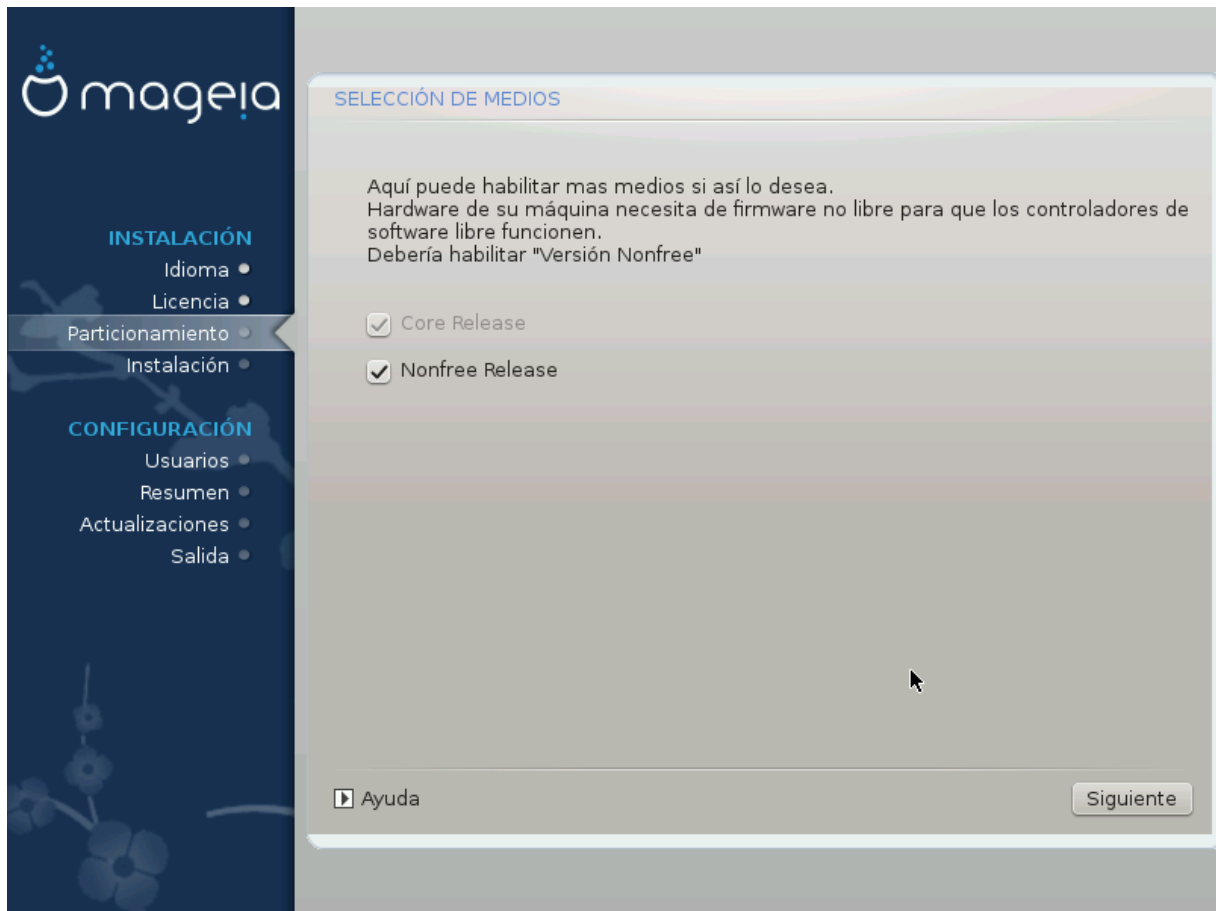 mageia
INSTALACIÓN
Idioma
Licencia
Particionamiento
Instalación
CONFIGURACIÓN
Usuarios
Resumen
Actualizaciones
Salida
SELECCIÓN DE MEDIOS
Aquí puede habilitar mas medios si así lo desea.
Hardware de su máquina necesita de firmware no libre para que los controladores de
software libre funcionen.
Debería habilitar "Versión Nonfree"
Core Release
Nonfree Release
Ayuda
Siguiente